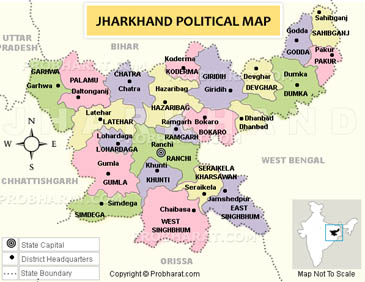 JHARKHAND POLITICAL MAP
UTTAR
PRADESH
BIHAR
Sahibganj
SAHIBGANJ
Godda
GODDA
Pakur
PAKUR
Koderma
KODERMA
GIRIDIH
Giridih
Deoghar
DEVGHAR
Dumka
DUMKA
GARHWA
Garhwa
PALAMU
Daltonganj
CHATRA
Chatra
Hazaribag
HAZARIBAG
Latehar
LATEHAR
Ramgarh
RAMGARH
Bokaro
BOKARO
Dhanbad
Dhanbad
Lohardaga
LOHARDAGA
Ranchi
RANCHI
WEST BENGAL
Gumla
GUMLA
Khunti
KHUNTI
SERAIKELA
KHARSAWAN
Seraikela
CHHATTISHGARH
Simdega
SIMDEGA
Chaibasa
WEST
SINGHBHUM
Jamshedpur
EAST
SINGHBHUM
ORISSA
N
State Capital
District Headquarters
State Boundary
Copyright © Probharat.com
Map Not To Scale